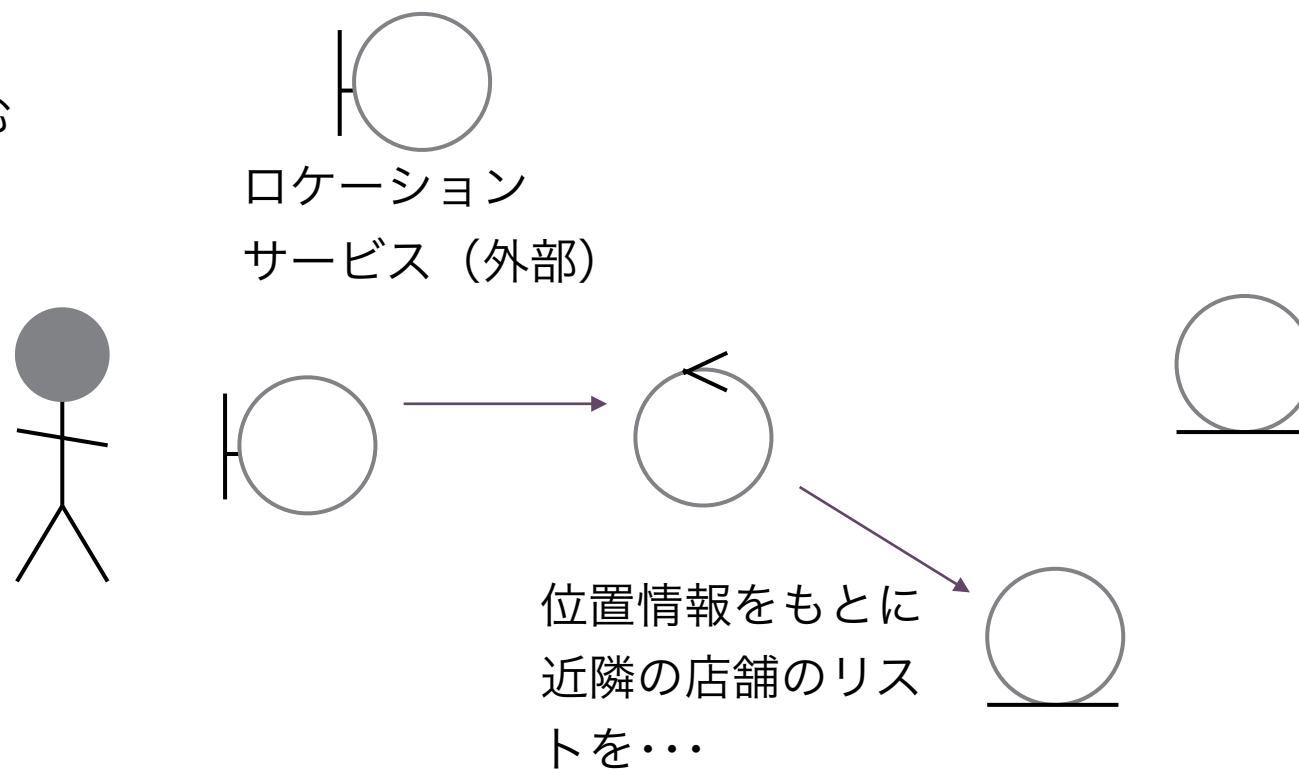 む
ロケーション
サービス（外部）
位置情報をもとに
近隣の店舗のリス
トを･･･